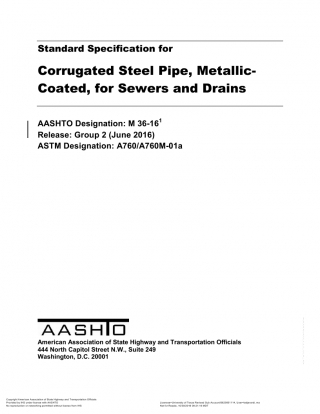 Standard Specification for
Corrugated Steel Pipe, Metallic-
Coated, for Sewers and Drains
AASHTO Designation: M 36-16¹
Release: Group 2 (June 2016)
ASTM Designation: A760/A760M-01a
AASHTO
American Association of State Highway and Transportation Officials
444 North Capitol Street N.W., Suite 249
Washington, D.C. 20001